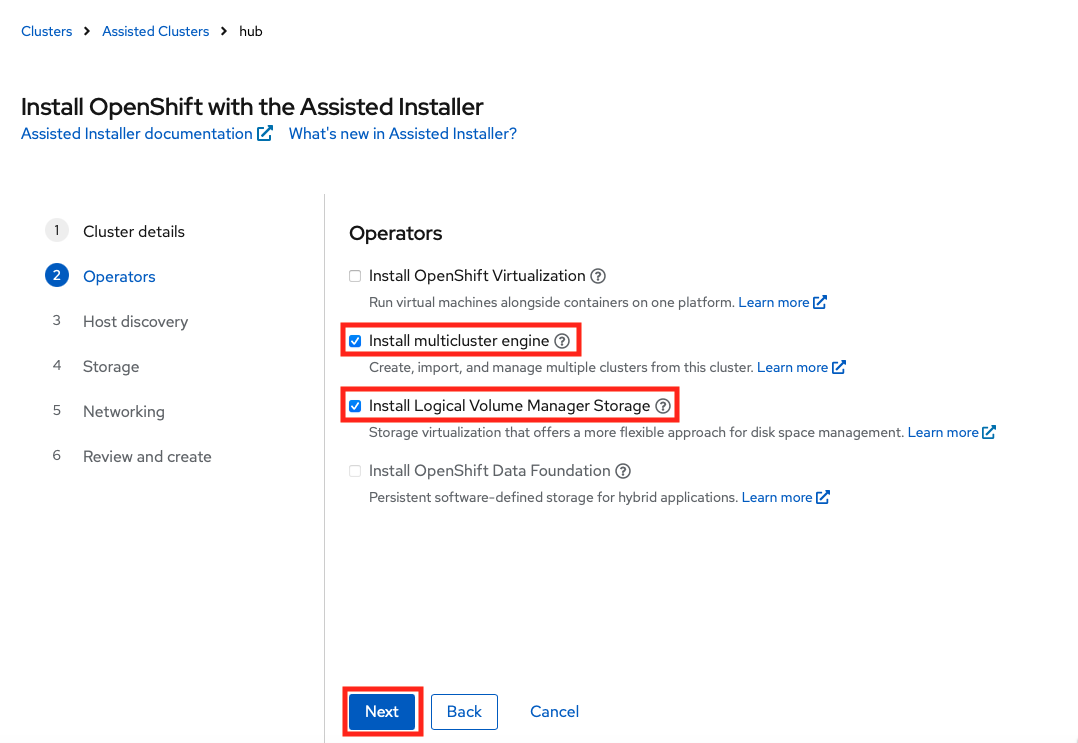 Clusters > Assisted Clusters > hub
Install OpenShift with the Assisted Installer
Assisted Installer documentation What's new in Assisted Installer?
1 Cluster details
2 Operators
3 Host discovery
4 Storage
5 Networking
6 Review and create
Operators
Install OpenShift Virtualization
Run virtual machines alongside containers on one platform. Learn more
Install multicluster engine
Create, import, and manage multiple clusters from this cluster. Learn more
Install Logical Volume Manager Storage
Storage virtualization that offers a more flexible approach for disk space management. Learn more
Install OpenShift Data Foundation
Persistent software-defined storage for hybrid applications. Learn more
Next Back Cancel